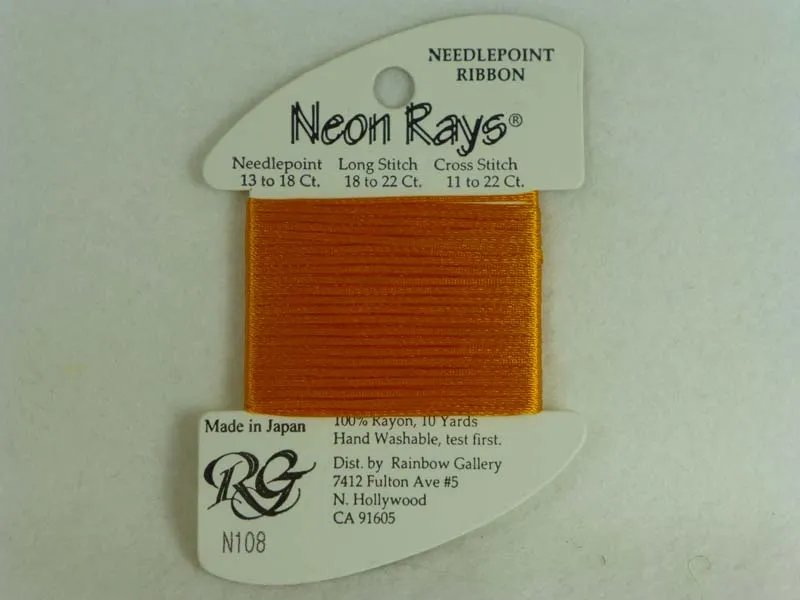 NEEDLEPOINT
RIBBON
Neon Rays®
Needlepoint Long Stitch Cross Stitch
13 to 18 Ct. 18 to 22 Ct. 11 to 22 Ct.
100% Rayon, 10 Yards
Made in Japan
Hand Washable, test first.
RG
Dist. by Rainbow Gallery
7412 Fulton Ave #5
N. Hollywood
CA 91605
N108